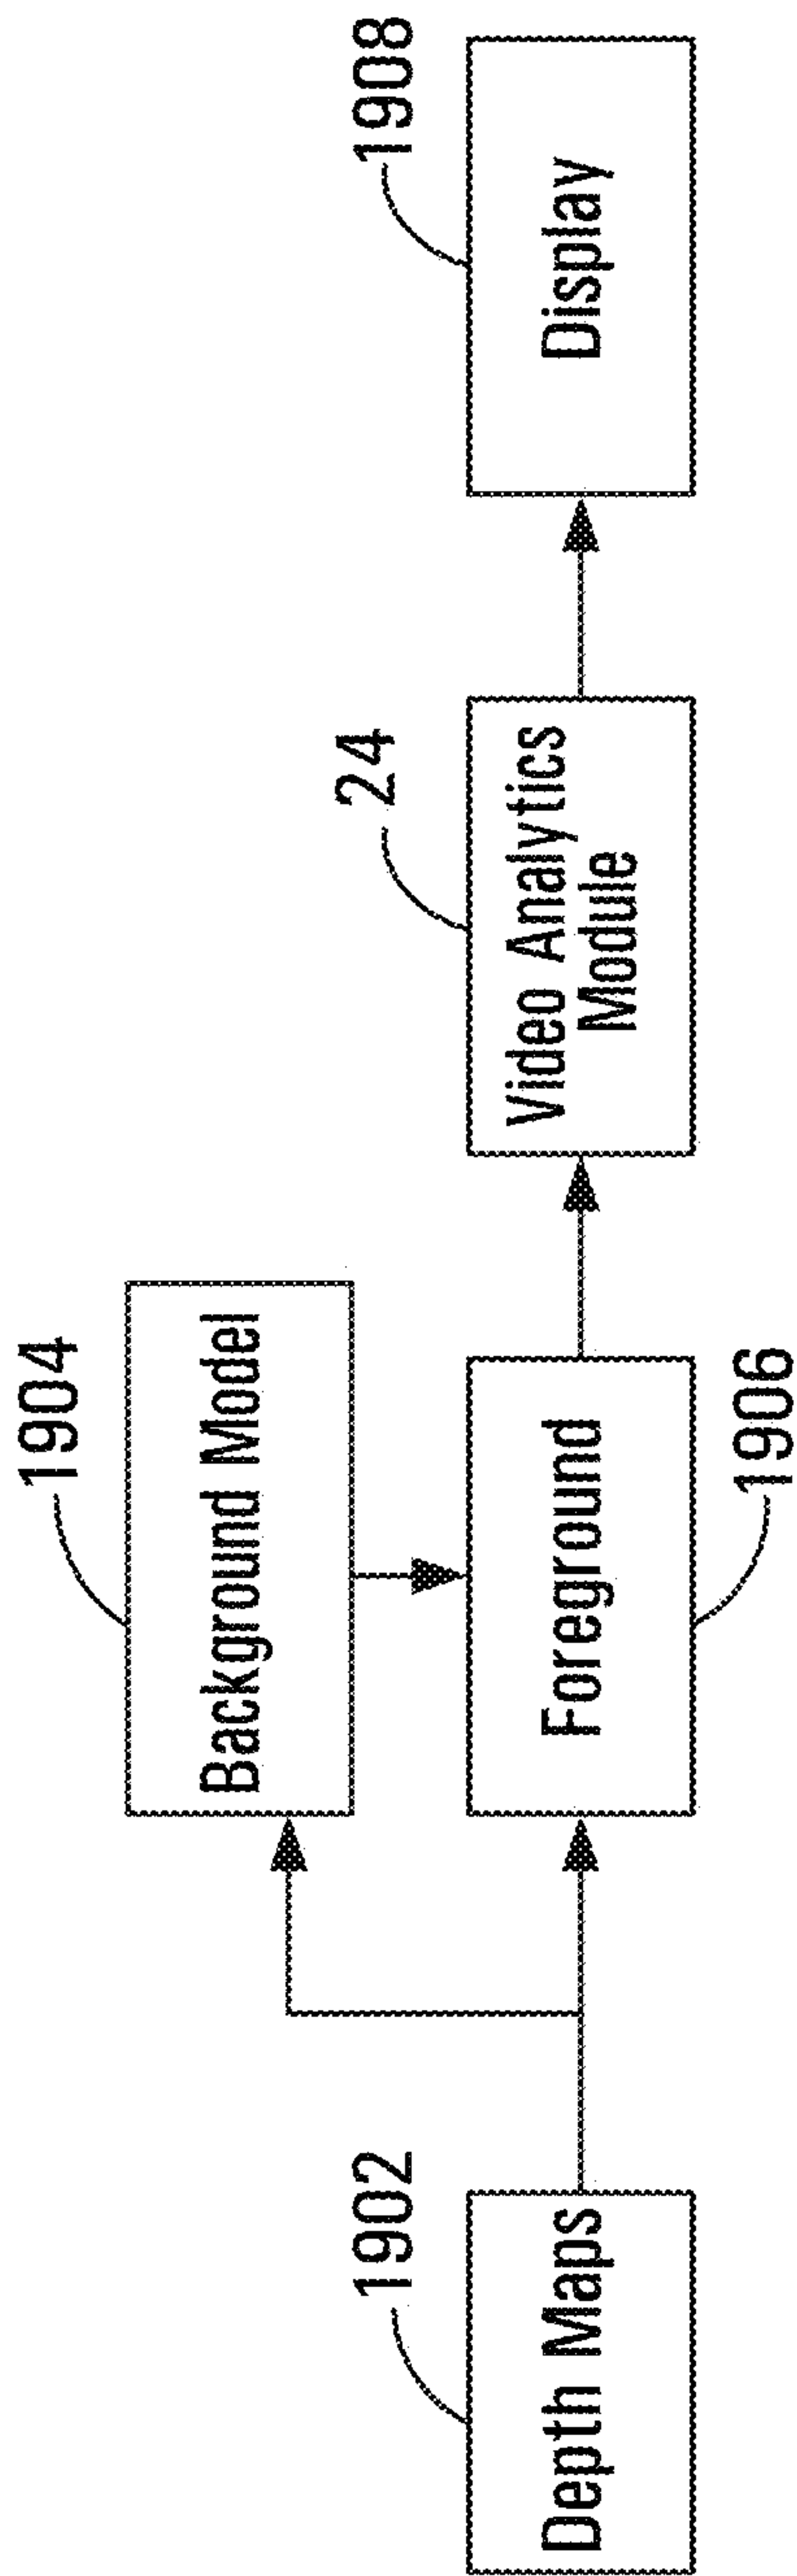 1902
Depth Maps
1904
Background Model
Foreground
1906
24
Video Analytics
Module
1908
Display